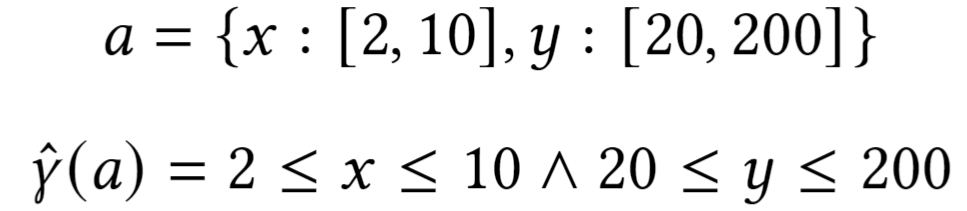 a = {x : [2, 10], y : [20, 200]}
γ̂(a) = 2 ≤ x ≤ 10 ∧ 20 ≤ y ≤ 200